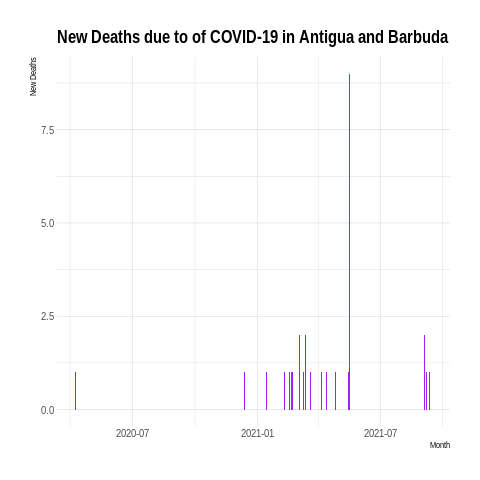 New Deaths due to of COVID-19 in Antigua and Barbuda
New Deaths
7.5
5.0
2.5
0.0
2020-07
2021-01
2021-07
Month